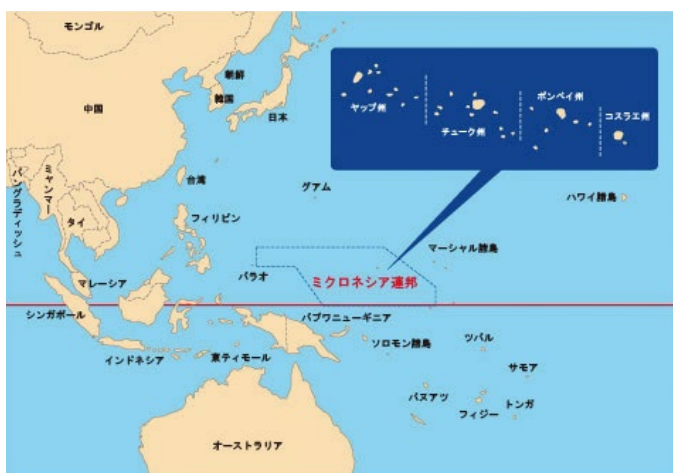 モンゴル
朝鮮
韓国
日本
中国
台湾
バングラディッシュ
ミャンマー
タイ
フィリピン
グアム
ヤップ州
チューク州
ポンペイ州
コスラエ州
ハワイ諸島
マーシャル諸島
パラオ
ミクロネシア連邦
マレーシア
シンガポール
インドネシア
東ティモール
パプワニューギニア
ソロモン諸島
ツバル
サモア
バヌアツ
フィジー
トンガ
オーストラリア